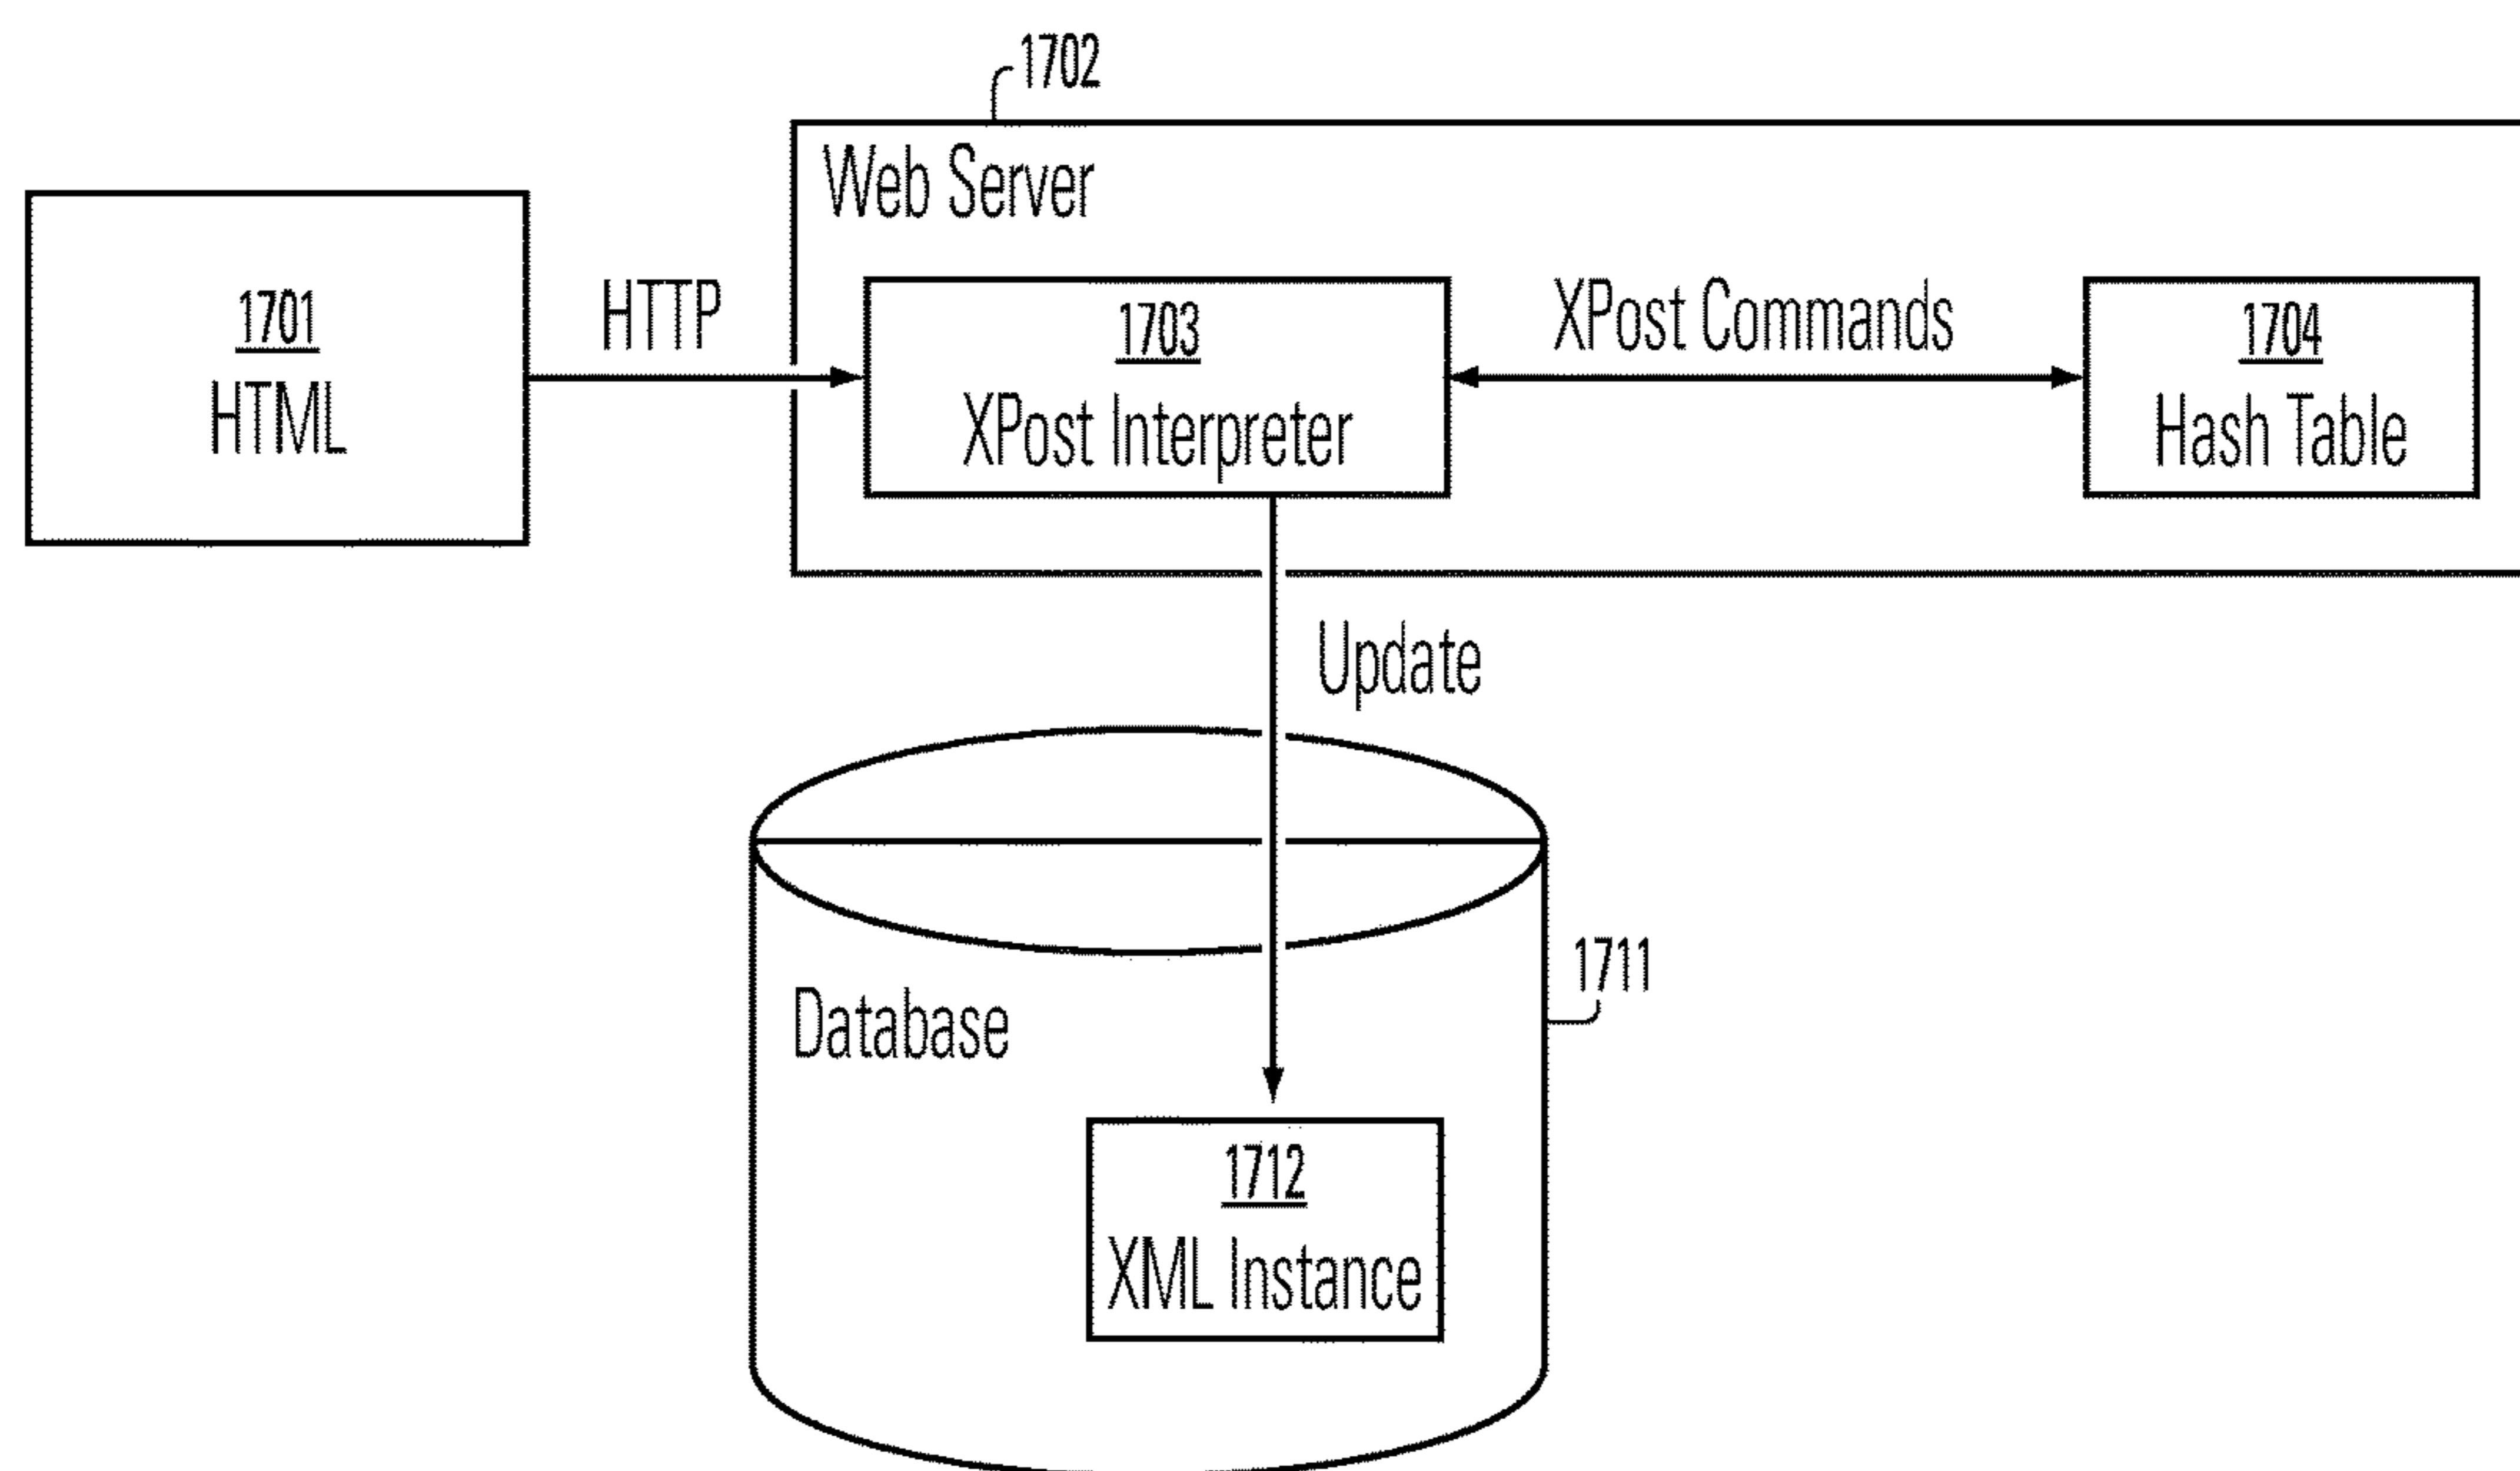 1702
Web Server
1701
HTML
HTTP
1703
XPost Interpreter
XPost Commands
1704
Hash Table
Update
Database
1711
1712
XML Instance